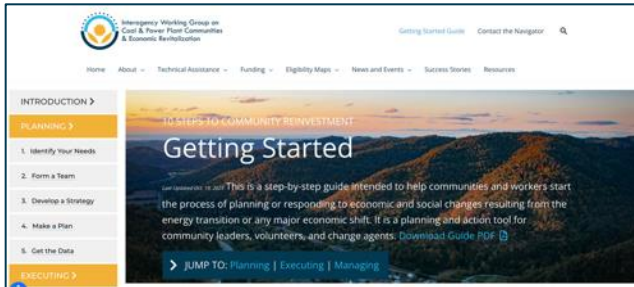 Interagency Working Group on
Coal & Power Plant Communities
& Economic Revitalization
Getting Started Guide
Contact the Navigator
Home
About
Technical Assistance
Funding
Eligibility Maps
News and Events
Success Stories
Resources
INTRODUCTION >
PLANNING >
1. Identify Your Needs
2. Form a Team
3. Develop a Strategy
4. Make a Plan
5. Get the Data
EXECUTING >
10 STEPS TO COMMUNITY REINVESTMENT
Getting Started
This is a step-by-step guide intended to help communities and workers start
the process of planning or responding to economic and social changes resulting from the
energy transition or any major economic shift. It is a planning and action tool for
community leaders, volunteers, and change agents. Download Guide PDF
> JUMP TO: Planning | Executing | Managing